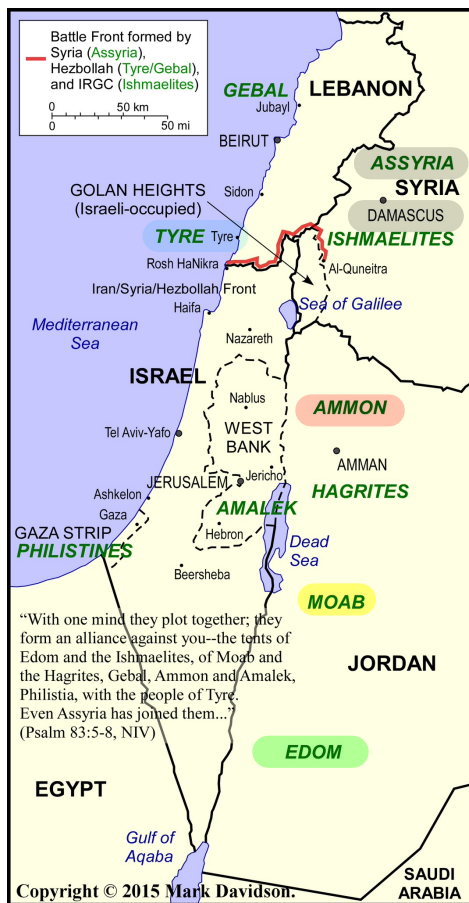 Battle Front formed by
Syria (Assyria),
Hezbollah (Tyre/Gebal),
and IRGC (Ishmaelites)
0 50 km
0 50 mi
LEBANON
GEBAL
Jubayl
BEIRUT
ASSYRIA
SYRIA
GOLAN HEIGHTS
(Israeli-occupied)
Sidon
DAMASCUS
TYRE
Tyre
ISHMAELITES
Rosh HaNikra
Al-Quneitra
Iran/Syria/Hezbollah Front
Haifa
Sea of Galilee
Mediterranean
Sea
Nazareth
ISRAEL
Nablus
AMMON
WEST
BANK
Tel Aviv-Yafo
AMMAN
Jericho
JERUSALEM
HAGRITES
Ashkelon
Gaza
AMALEK
GAZA STRIP
Hebron
PHILISTINES
Dead
Sea
Beersheba
MOAB
“With one mind they plot together; they
form an alliance against you--the tents of
Edom and the Ishmaelites, of Moab and
the Hagrites, Gebal, Ammon and Amalek,
Philistia, with the people of Tyre.
Even Assyria has joined them...”
(Psalm 83:5-8, NIV)
JORDAN
EDOM
EGYPT
Gulf of
Aqaba
SAUDI
ARABIA
Copyright © 2015 Mark Davidson.